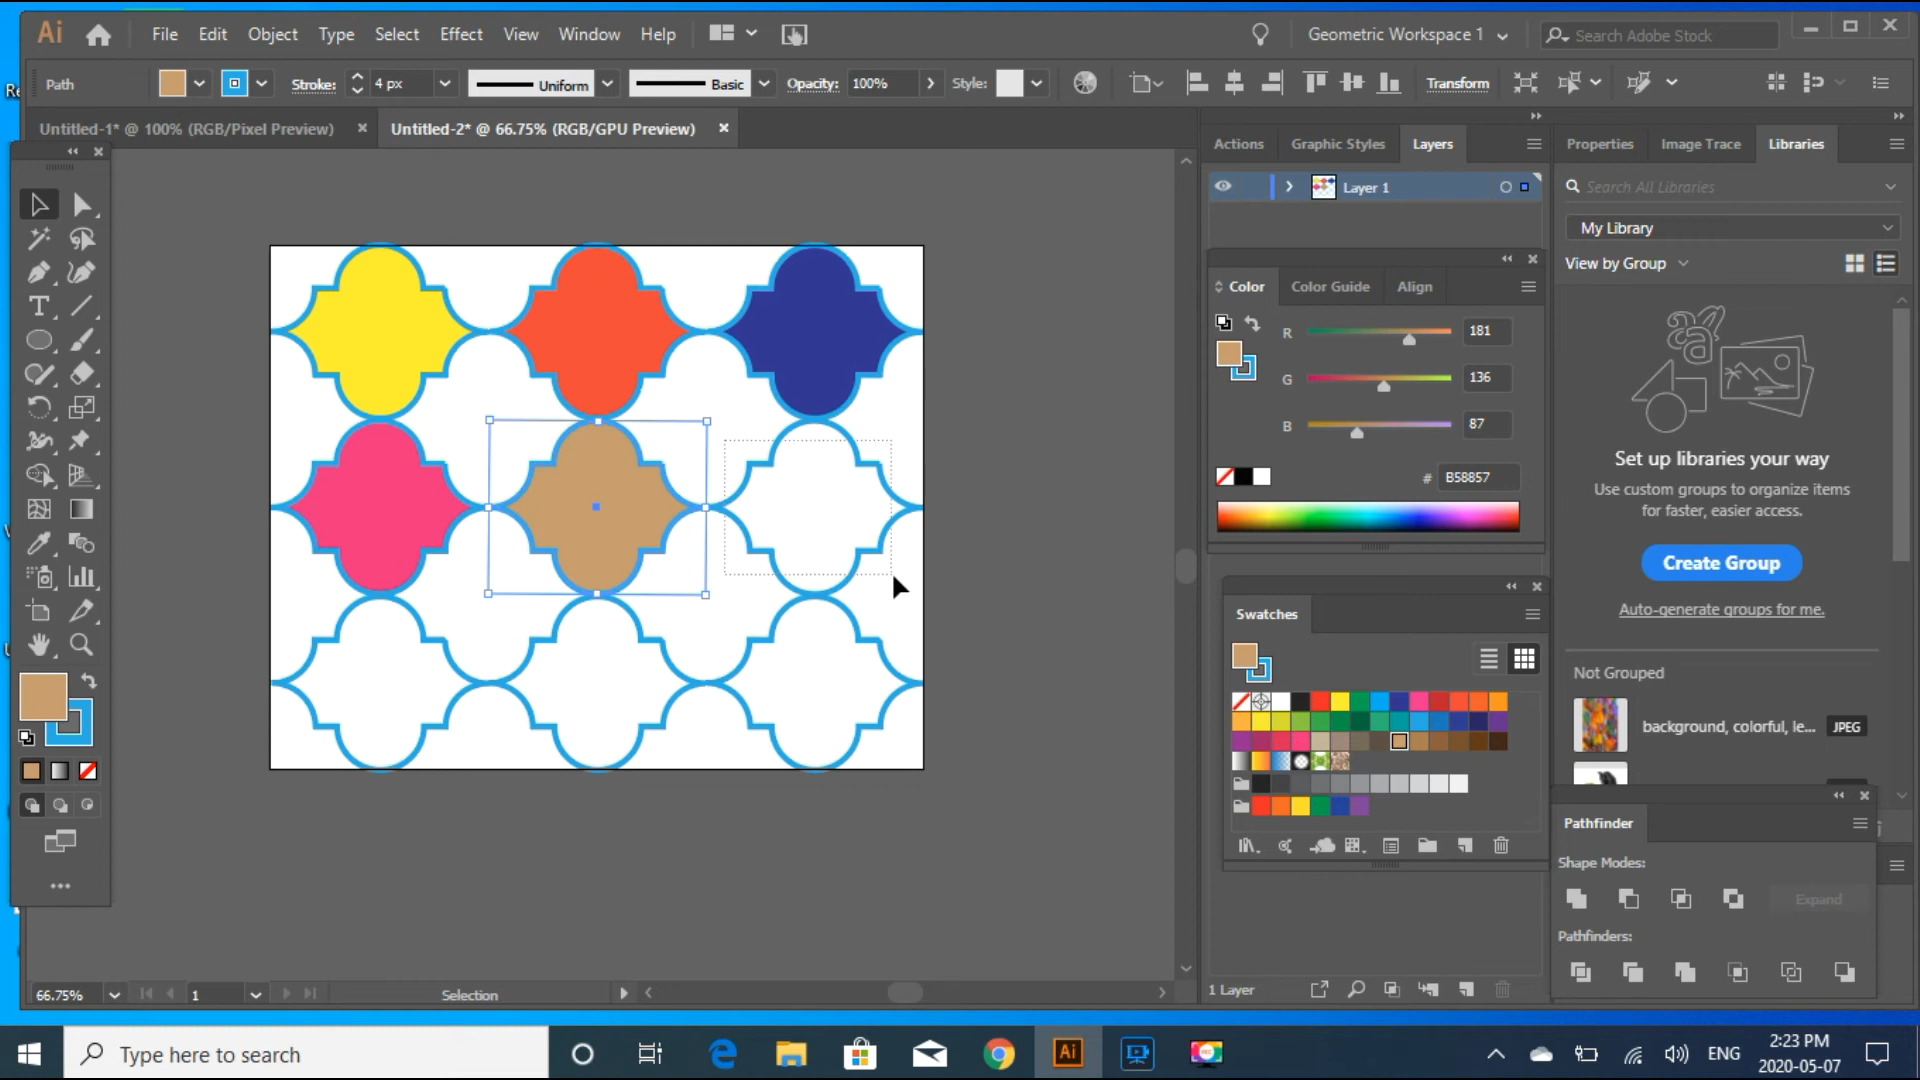 Ai File Edit Object Type Select Effect View Window Help Geometric Workspace 1 Search Adobe Stock
Path Stroke: 4 px Uniform Basic Opacity: 100% Style: Transform
Untitled-1* @ 100% (RGB/Pixel Preview) Untitled-2* @ 66.75% (RGB/GPU Preview)
Actions Graphic Styles Layers
Layer 1
Properties Image Trace Libraries
Search All Libraries
My Library
View by Group
Color Color Guide Align
R 181
G 136
B 87
# B58857
Set up libraries your way
Use custom groups to organize items
for faster, easier access.
Create Group
Auto-generate groups for me.
Swatches
Not Grouped
background, colorful, le... JPEG
Pathfinder
Shape Modes:
Expand
Pathfinders:
66.75% 1 Selection
1 Layer
Type here to search
Ai
ENG
2:23 PM
2020-05-07